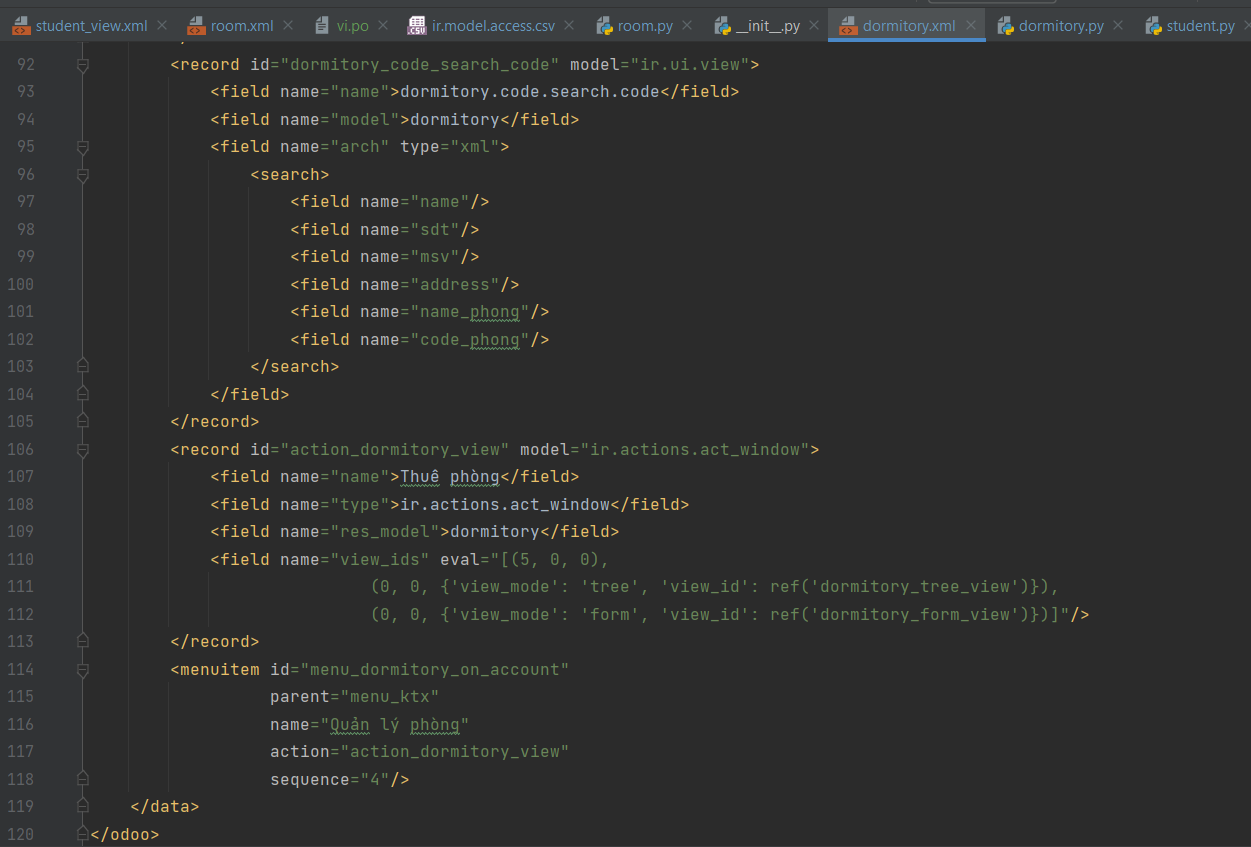 student_view.xml room.xml vi.po ir.model.access.csv room.py __init__.py dormitory.xml dormitory.py student.py
92 <record id="dormitory_code_search_code" model="ir.ui.view">
93 <field name="name">dormitory.code.search.code</field>
94 <field name="model">dormitory</field>
95 <field name="arch" type="xml">
96 <search>
97 <field name="name"/>
98 <field name="sdt"/>
99 <field name="msv"/>
100 <field name="address"/>
101 <field name="name_phong"/>
102 <field name="code_phong"/>
103 </search>
104 </field>
105 </record>
106 <record id="action_dormitory_view" model="ir.actions.act_window">
107 <field name="name">Thuê phòng</field>
108 <field name="type">ir.actions.act_window</field>
109 <field name="res_model">dormitory</field>
110 <field name="view_ids" eval="[(5, 0, 0),
111 (0, 0, {'view_mode': 'tree', 'view_id': ref('dormitory_tree_view')}),
112 (0, 0, {'view_mode': 'form', 'view_id': ref('dormitory_form_view')})]"/>
113 </record>
114 <menuitem id="menu_dormitory_on_account"
115 parent="menu_ktx"
116 name="Quản lý phòng"
117 action="action_dormitory_view"
118 sequence="4"/>
119 </data>
120 </odoo>